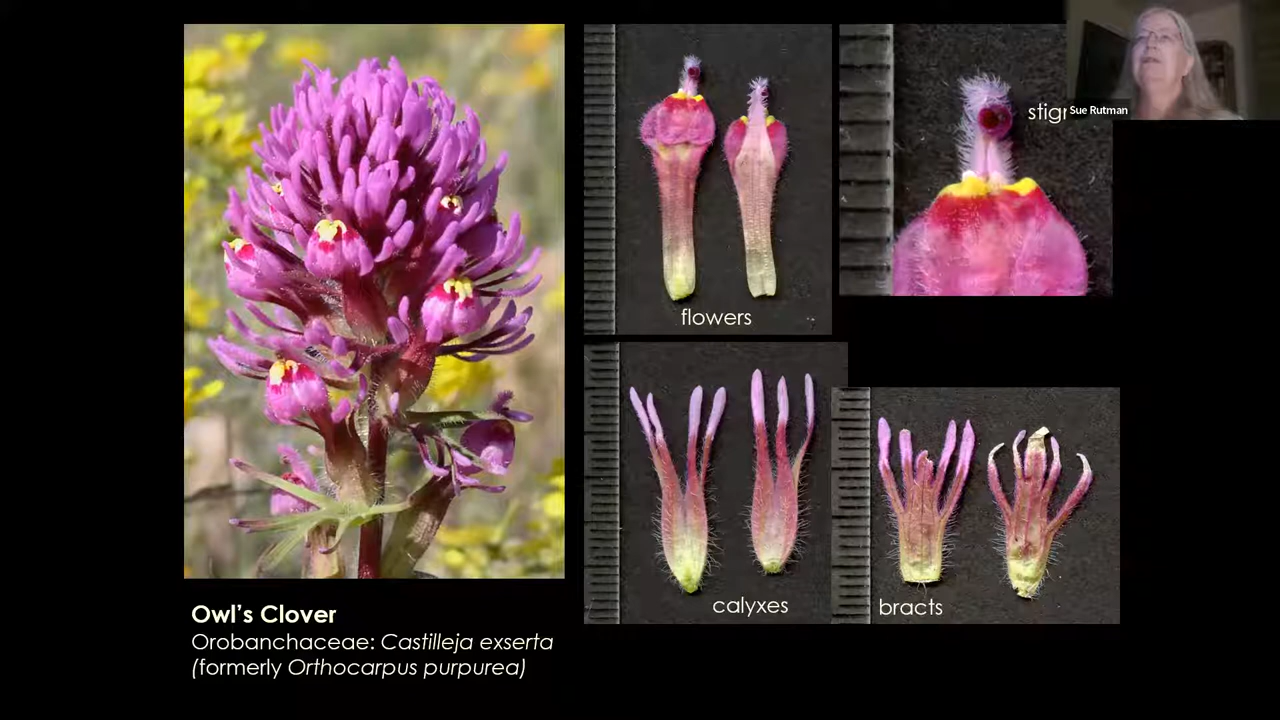 stig
Sue Rutman
flowers
calyxes
bracts
Owl's Clover
Orobanchaceae: Castilleja exserta
(formerly Orthocarpus purpurea)